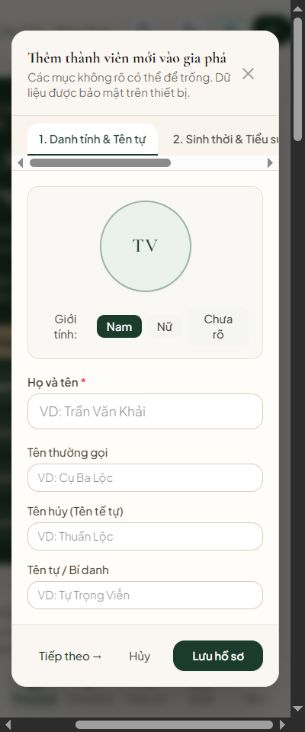 Thêm thành viên mới vào gia phả
Các mục không rõ có thể để trống. Dữ
liệu được bảo mật trên thiết bị.
1. Danh tính & Tên tự
2. Sinh thời & Tiểu sử
TV
Giới
tính:
Nam
Nữ
Chưa
rõ
Họ và tên *
VD: Trần Văn Khải
Tên thường gọi
VD: Cụ Ba Lộc
Tên húy (Tên tế tự)
VD: Thuần Lộc
Tên tự / Bí danh
VD: Tự Trọng Viễn
Tiếp theo →
Hủy
Lưu hồ sơ